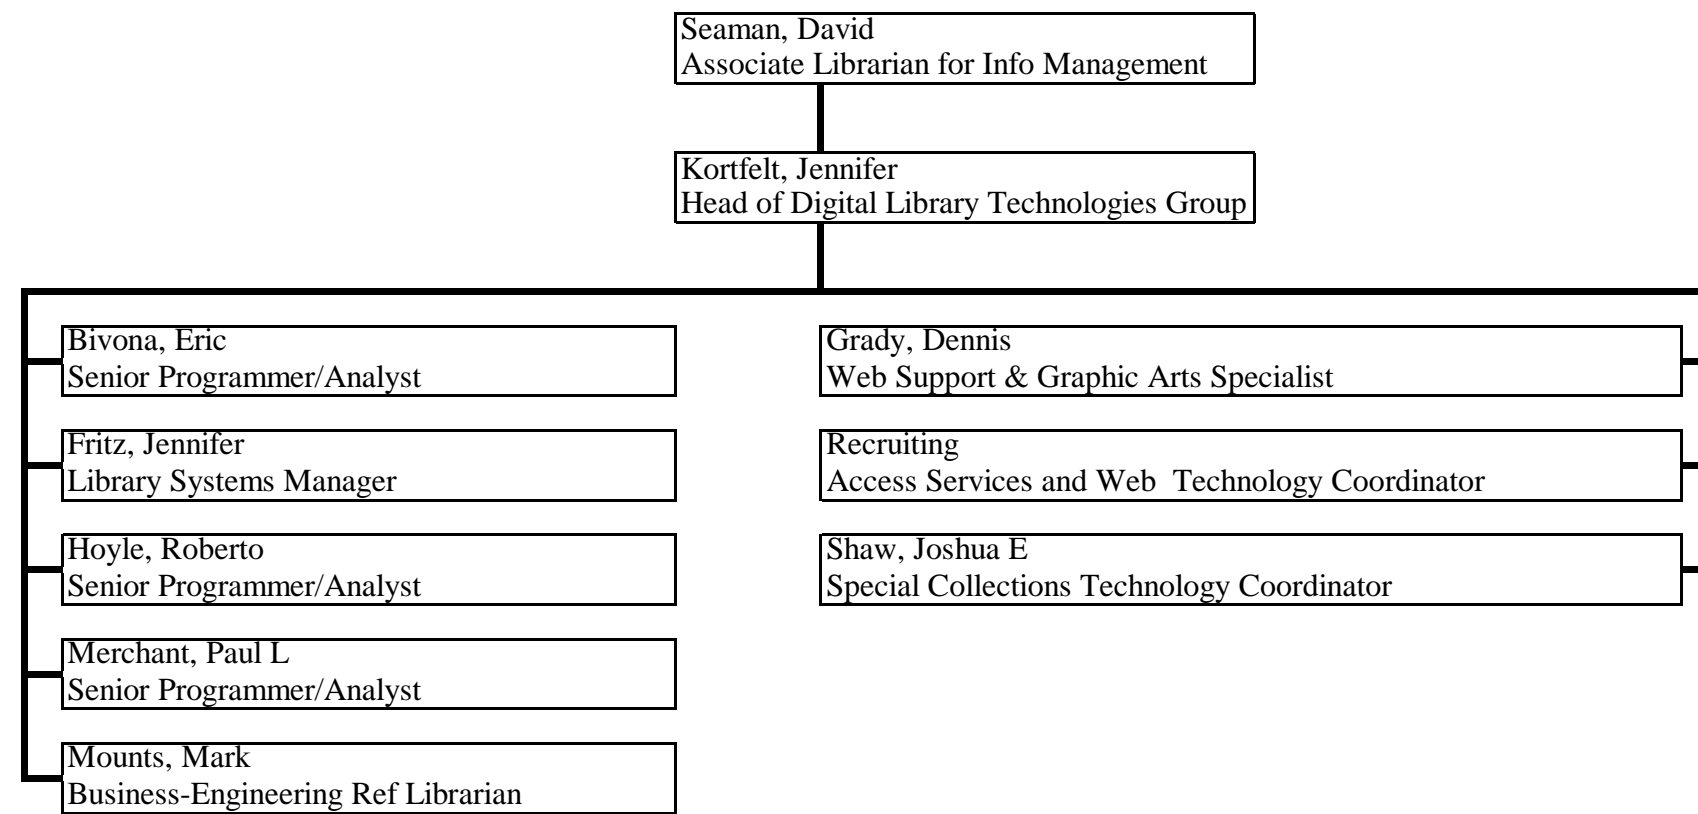 Seaman, David
Associate Librarian for Info Management
Kortfelt, Jennifer
Head of Digital Library Technologies Group
Bivona, Eric
Senior Programmer/Analyst
Fritz, Jennifer
Library Systems Manager
Hoyle, Roberto
Senior Programmer/Analyst
Merchant, Paul L
Senior Programmer/Analyst
Mounts, Mark
Business-Engineering Ref Librarian
Grady, Dennis
Web Support & Graphic Arts Specialist
Recruiting
Access Services and Web  Technology Coordinator
Shaw, Joshua E
Special Collections Technology Coordinator